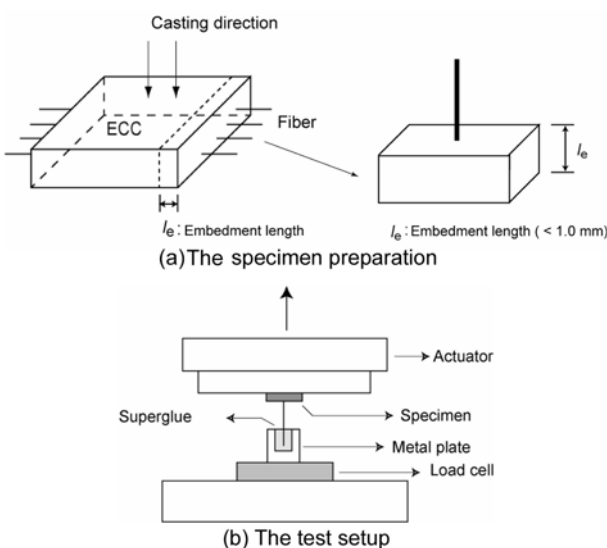 Casting direction
ECC
Fiber
le
le : Embedment length
le : Embedment length ( < 1.0 mm)
(a) The specimen preparation
Actuator
Superglue
Specimen
Metal plate
Load cell
(b) The test setup